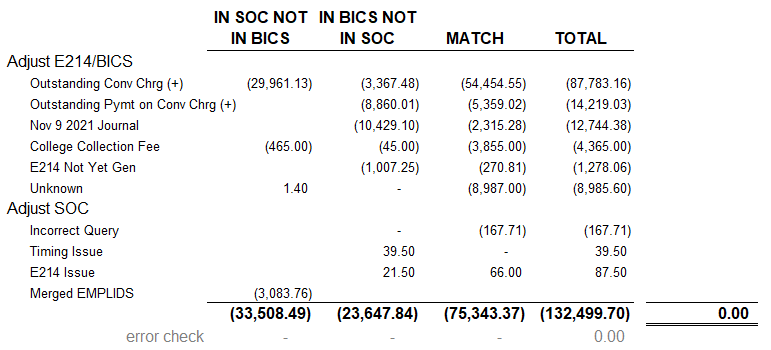 IN SOC NOT IN BICS NOT
IN BICS IN SOC MATCH TOTAL
Adjust E214/BICS
Outstanding Conv Chrg (+) (29,961.13) (3,367.48) (54,454.55) (87,783.16)
Outstanding Pymt on Conv Chrg (+) (8,860.01) (5,359.02) (14,219.03)
Nov 9 2021 Journal (10,429.10) (2,315.28) (12,744.38)
College Collection Fee (465.00) (45.00) (3,855.00) (4,365.00)
E214 Not Yet Gen (1,007.25) (270.81) (1,278.06)
Unknown 1.40 - (8,987.00) (8,985.60)
Adjust SOC
Incorrect Query - (167.71) (167.71)
Timing Issue 39.50 - 39.50
E214 Issue 21.50 66.00 87.50
Merged EMPLIDS (3,083.76)
(33,508.49) (23,647.84) (75,343.37) (132,499.70) 0.00
error check - - - 0.00